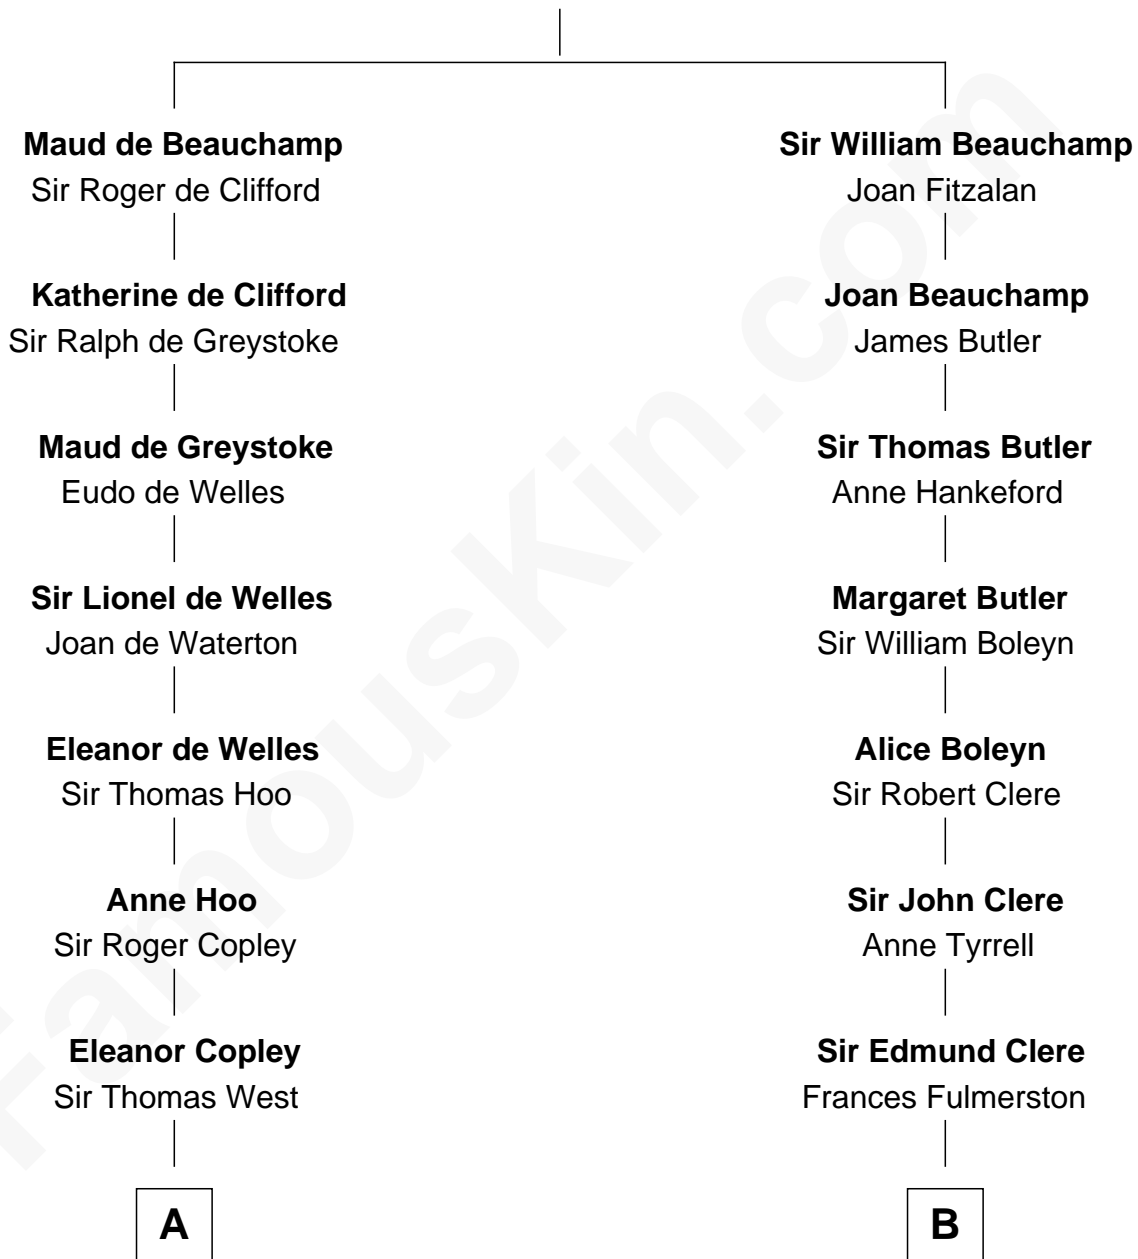 Maud de Beauchamp
Sir Roger de Clifford
Katherine de Clifford
Sir Ralph de Greystoke
Maud de Greystoke
Eudo de Welles
Sir Lionel de Welles
Joan de Waterton
Eleanor de Welles
Sir Thomas Hoo
Anne Hoo
Sir Roger Copley
Eleanor Copley
Sir Thomas West
A
Sir William Beauchamp
Joan Fitzalan
Joan Beauchamp
James Butler
Sir Thomas Butler
Anne Hankeford
Margaret Butler
Sir William Boleyn
Alice Boleyn
Sir Robert Clere
Sir John Clere
Anne Tyrrell
Sir Edmund Clere
Frances Fulmerston
B
FamousKin.com